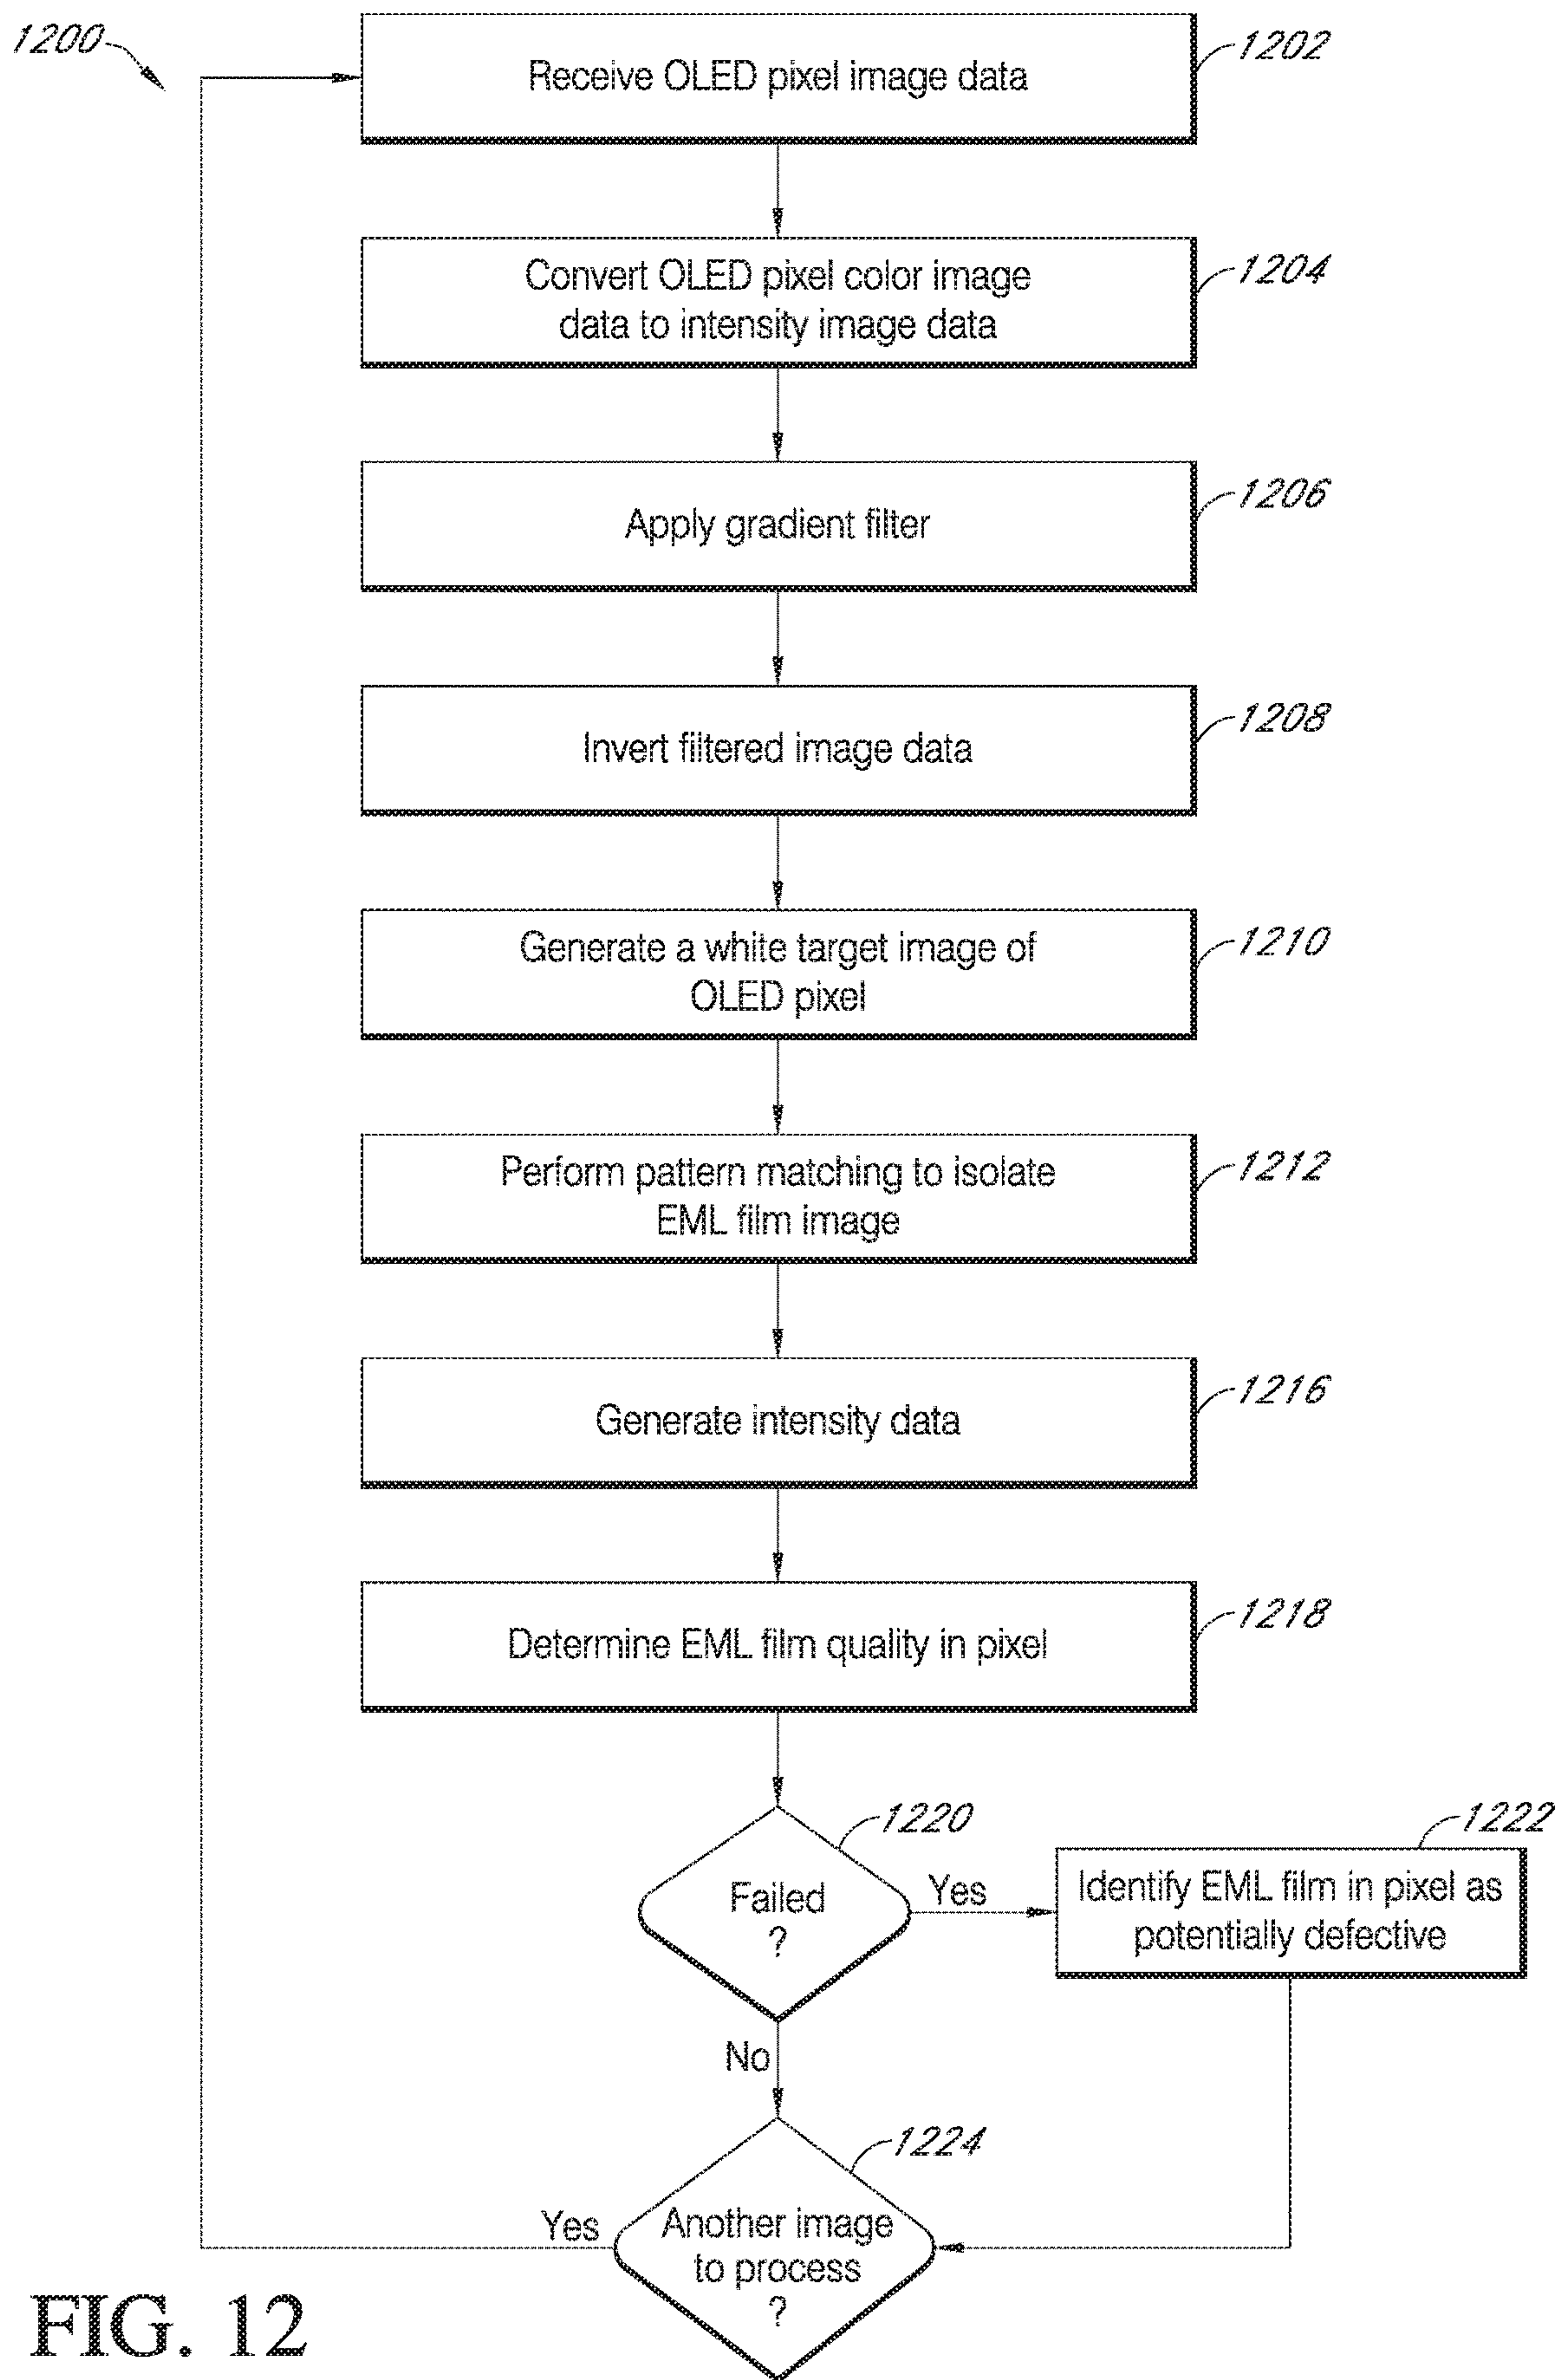 1200
Receive OLED pixel image data
1202
Convert OLED pixel color image
data to intensity image data
1204
Apply gradient filter
1206
Invert filtered image data
1208
Generate a white target image of
OLED pixel
1210
Perform pattern matching to isolate
EML film image
1212
Generate intensity data
1216
Determine EML film quality in pixel
1218
Failed
?
1220
Yes
Identify EML film in pixel as
potentially defective
1222
No
Another image
to process
?
1224
Yes
FIG. 12